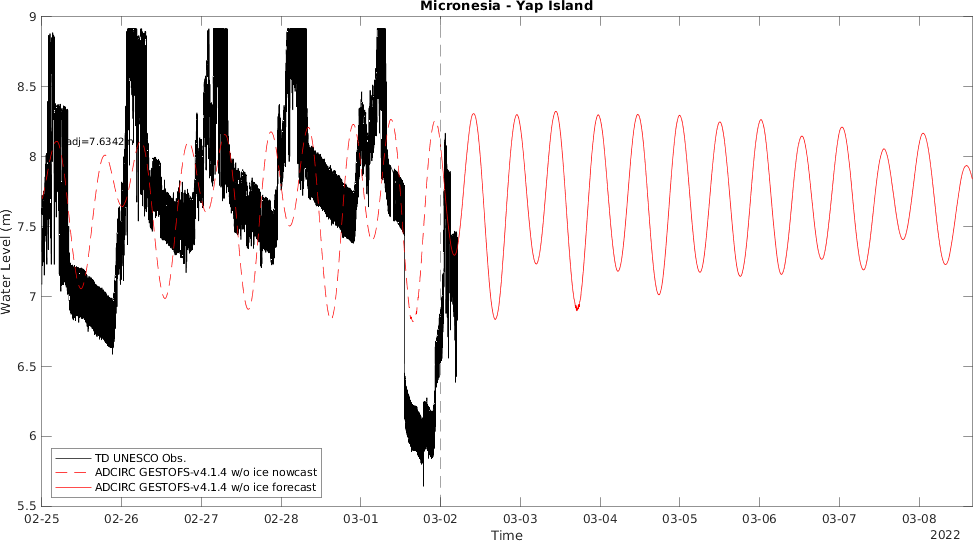 Micronesia - Yap Island
9
8.5
8
7.5
7
6.5
6
5.5
Water Level (m)
adj=7.6342
TD UNESCO Obs.
ADCIRC GESTOFS-v4.1.4 w/o ice nowcast
ADCIRC GESTOFS-v4.1.4 w/o ice forecast
02-25 02-26 02-27 02-28 03-01 03-02 03-03 03-04 03-05 03-06 03-07 03-08
Time
2022